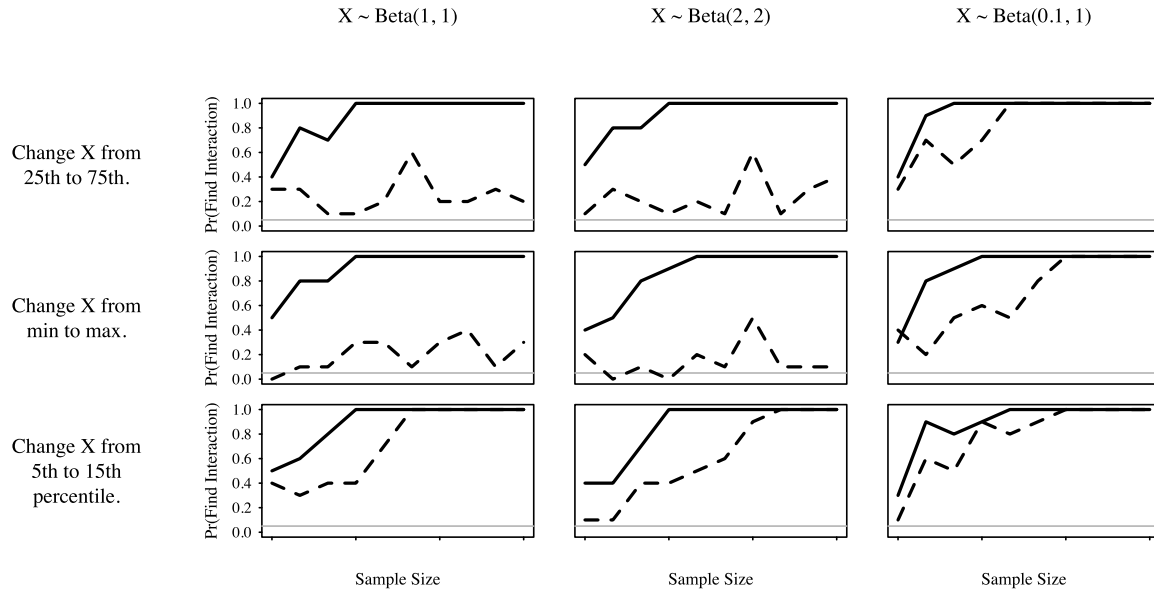 X ~ Beta(1, 1)
X ~ Beta(2, 2)
X ~ Beta(0.1, 1)
Change X from
25th to 75th.
Pr(Find Interaction)
1.0
0.8
0.6
0.4
0.2
0.0
Change X from
min to max.
Pr(Find Interaction)
1.0
0.8
0.6
0.4
0.2
0.0
Change X from
5th to 15th
percentile.
Pr(Find Interaction)
1.0
0.8
0.6
0.4
0.2
0.0
Sample Size
Sample Size
Sample Size